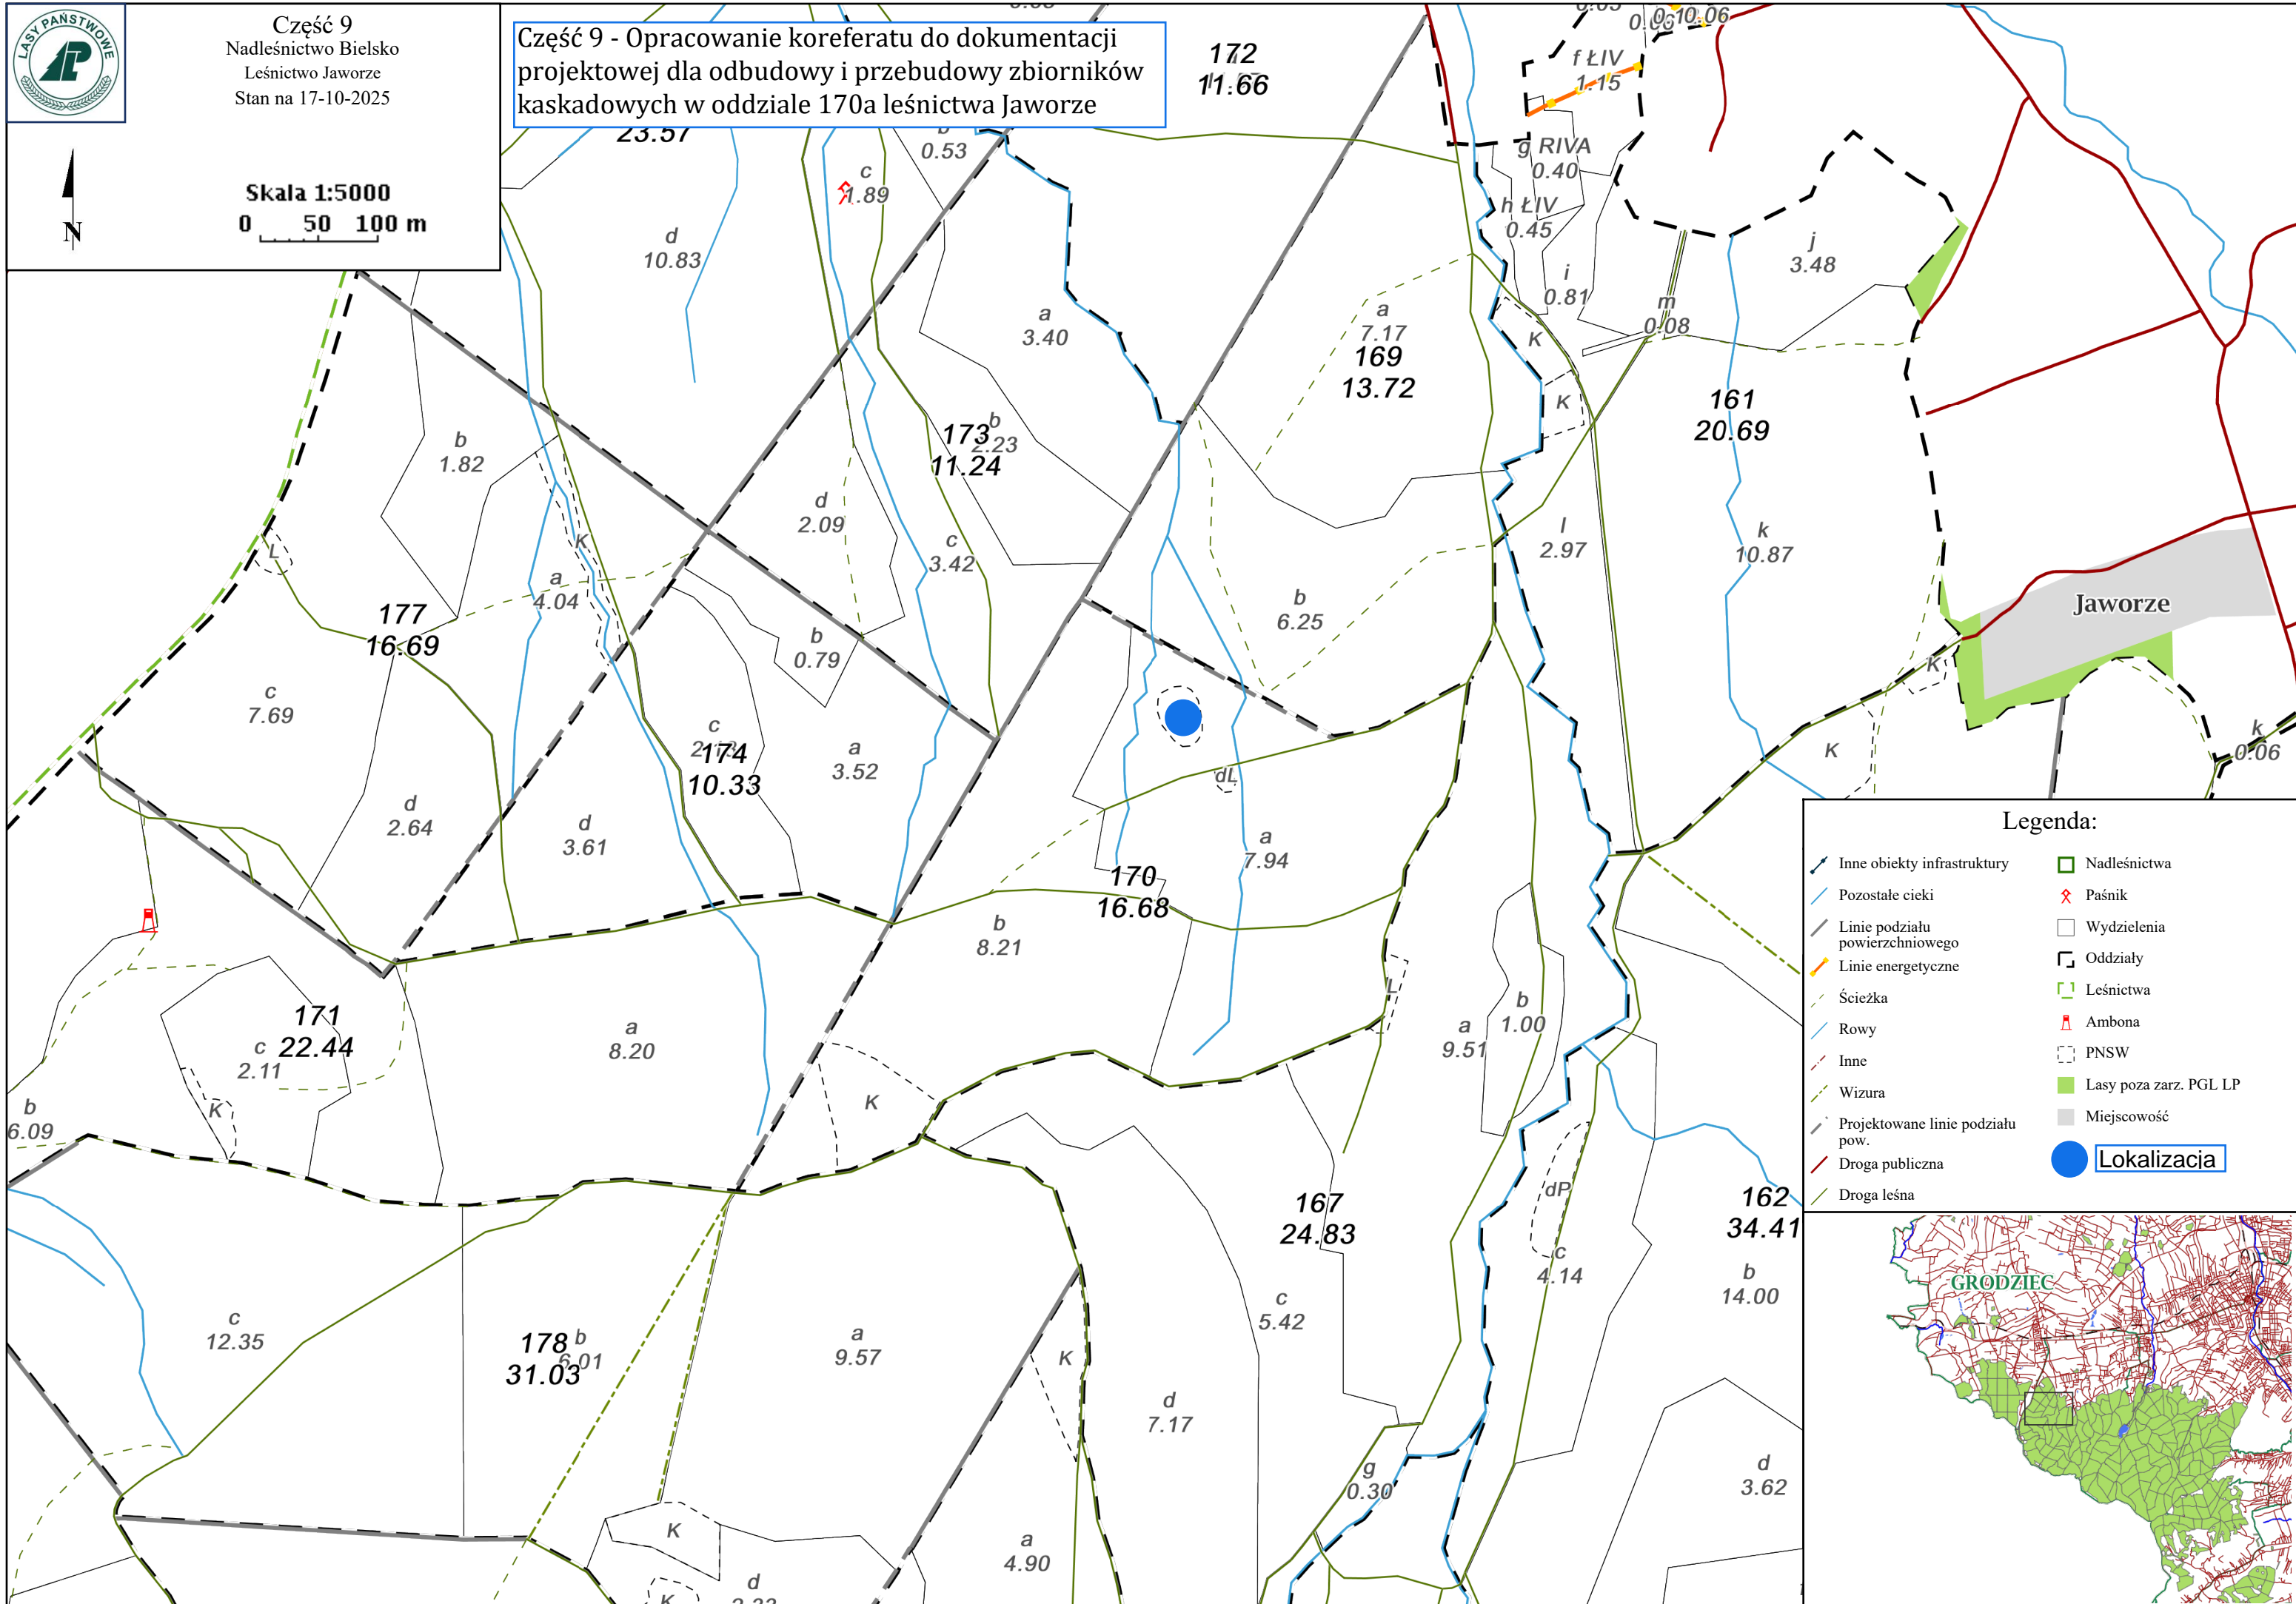 LASY PAŃSTWOWE
Część 9
Nadleśnictwo Bielsko
Leśnictwo Jaworze
Stan na 17-10-2025
N
Skala 1:5000
0 50 100 m
Część 9 - Opracowanie koreferatu do dokumentacji
projektowej dla odbudowy i przebudowy zbiorników
kaskadowych w oddziale 170a leśnictwa Jaworze
172
11.66
0.06
f ŁIV
1.15
23.57
b
0.53
c
1.89
g RIVA
0.40
h ŁIV
0.45
d
10.83
j
3.48
i
0.81
m
0.08
a
3.40
a
7.17
169
13.72
K
K
161
20.69
b
1.82
173
11.24
b
2.23
d
2.09
c
3.42
l
2.97
k
10.87
L
K
a
4.04
177
16.69
b
0.79
b
6.25
Jaworze
K
c
7.69
c
174
10.33
a
3.52
dL
K
k
0.06
d
2.64
d
3.61
a
7.94
170
16.68
b
8.21
L
171
22.44
c
2.11
a
8.20
a
9.51
b
1.00
K
K
b
6.09
dP
167
24.83
162
34.41
c
4.14
b
14.00
c
12.35
178
31.03
b
6.01
a
9.57
c
5.42
K
d
7.17
g
0.30
d
3.62
K
a
4.90
d
K
Legenda:
Inne obiekty infrastruktury
Pozostałe cieki
Linie podziału
powierzchniowego
Linie energetyczne
Ścieżka
Rowy
Inne
Wizura
Projektowane linie podziału
pow.
Droga publiczna
Droga leśna
Nadleśnictwa
Paśnik
Wydzielenia
Oddziały
Leśnictwa
Ambona
PNSW
Lasy poza zarz. PGL LP
Miejscowość
Lokalizacja
GRODZIEC